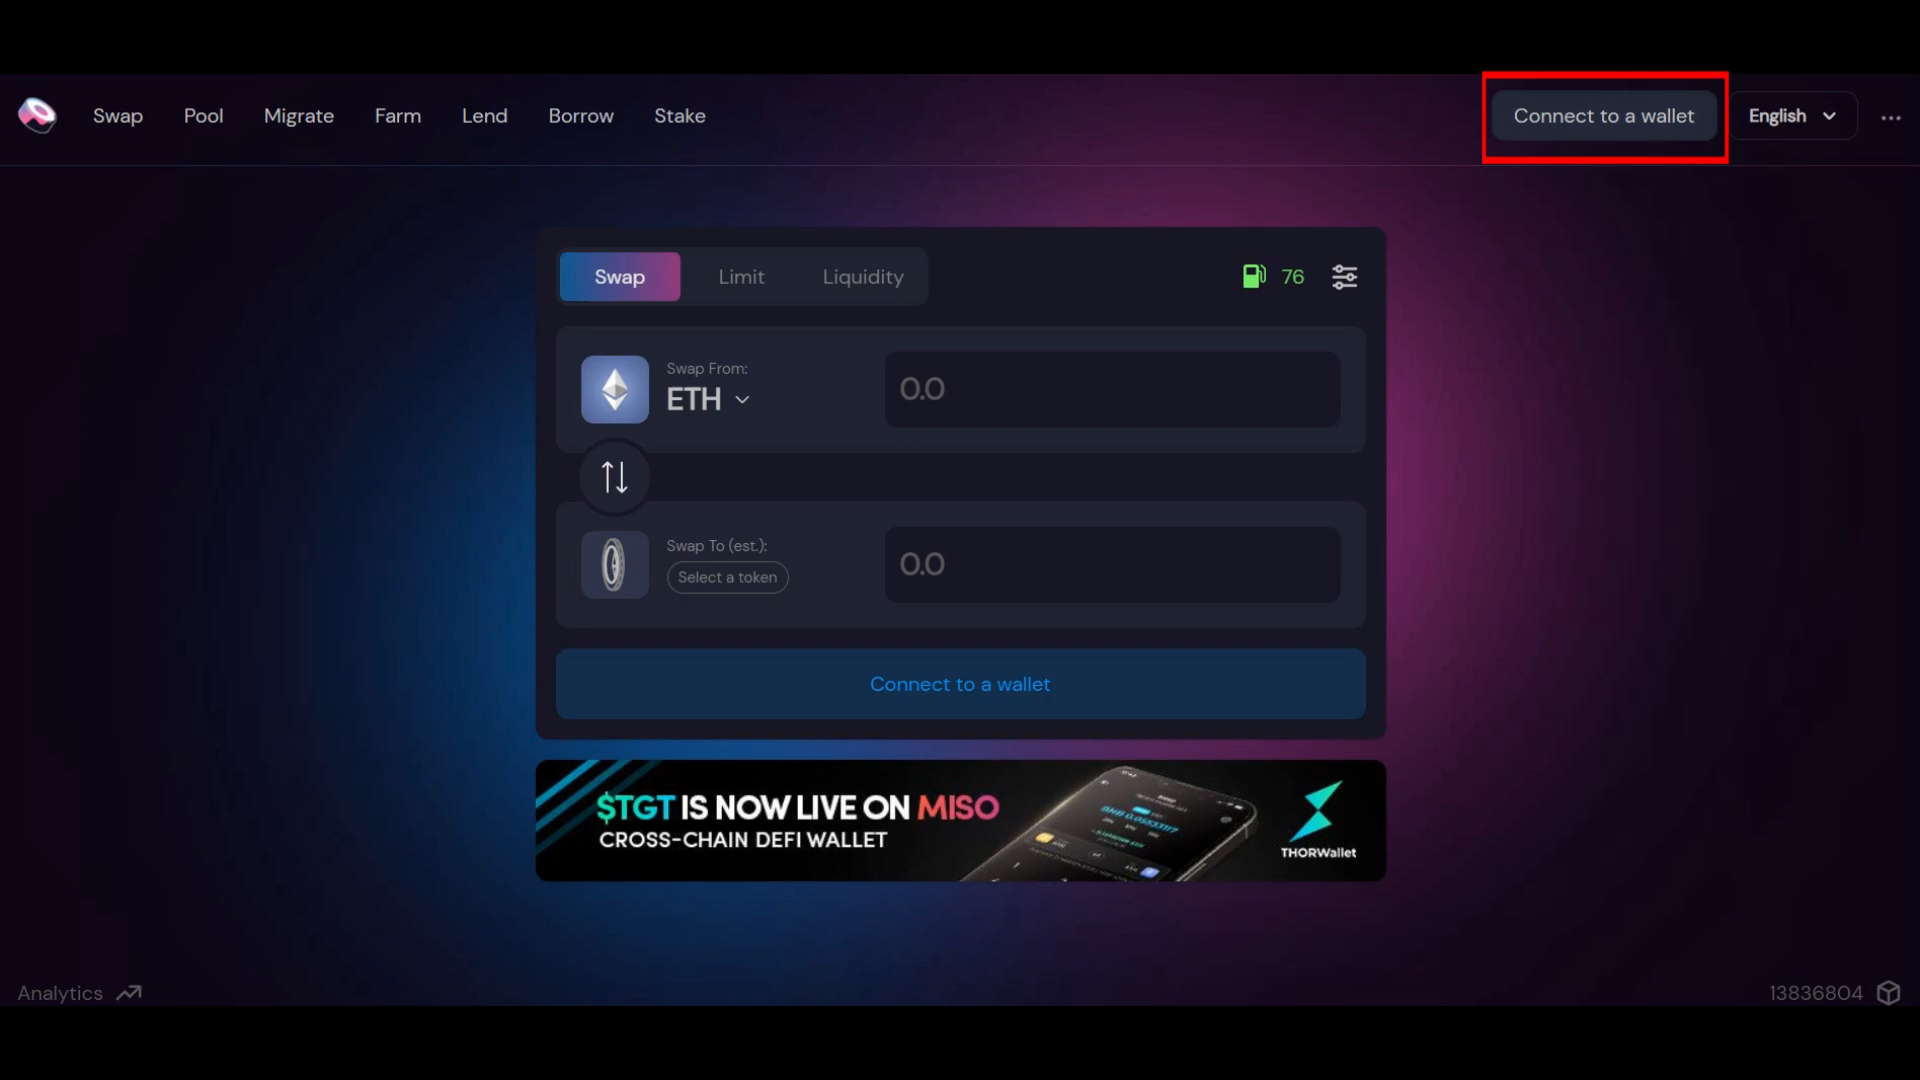 Swap Pool Migrate Farm Lend Borrow Stake Connect to a wallet English ...
Swap Limit Liquidity 76
Swap From:
ETH 0.0
Swap To (est.):
Select a token 0.0
Connect to a wallet
$TGT IS NOW LIVE ON MISO
CROSS-CHAIN DEFI WALLET
THORWallet
Analytics 13836804